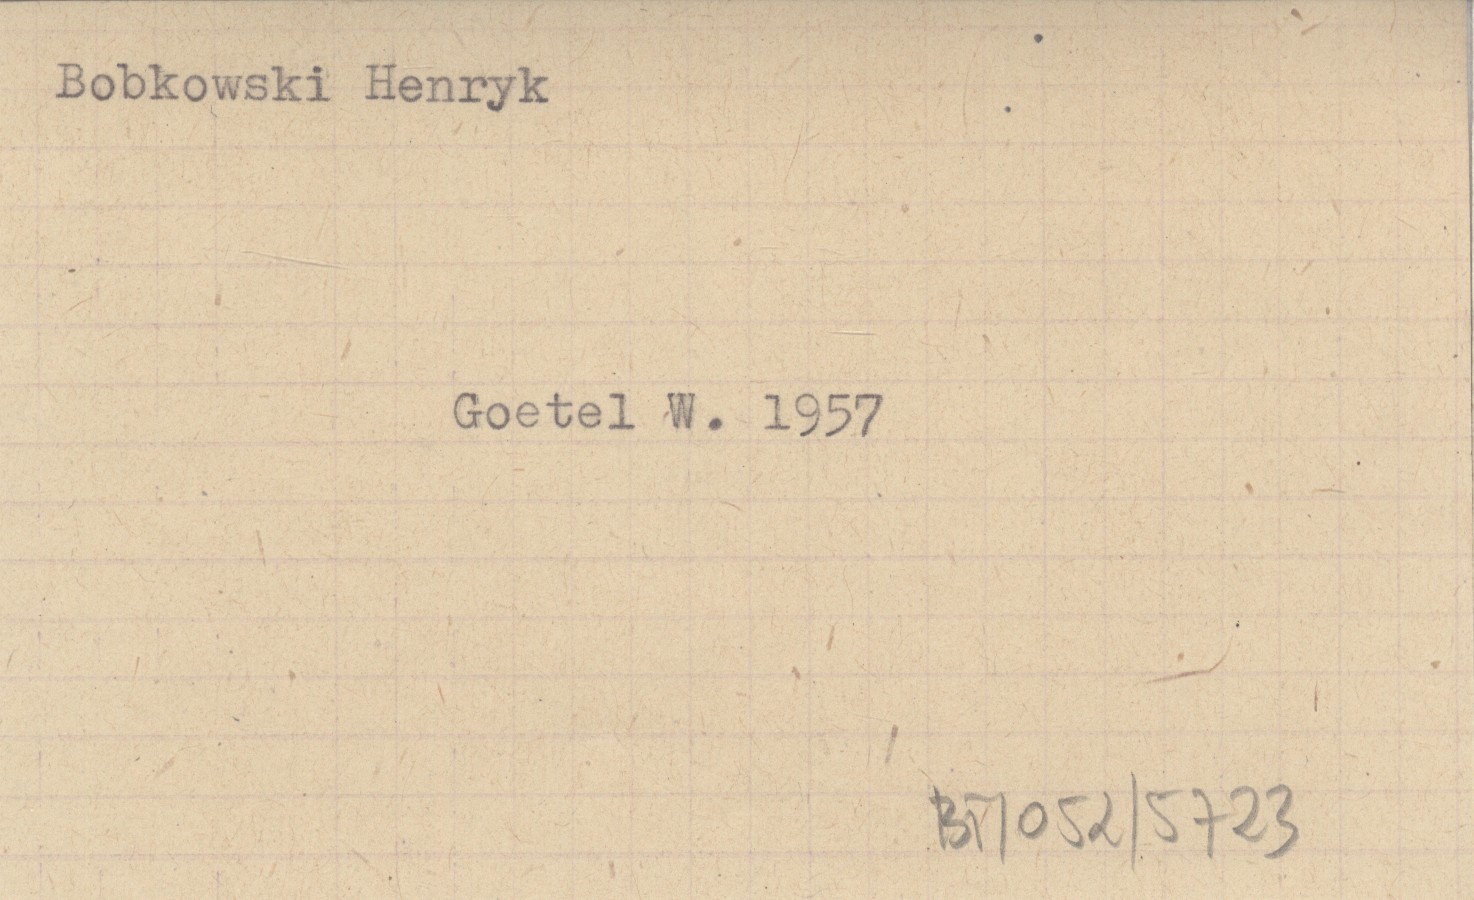 Bobkowski Henryk
Goetel W. 1957
BT/052/5723